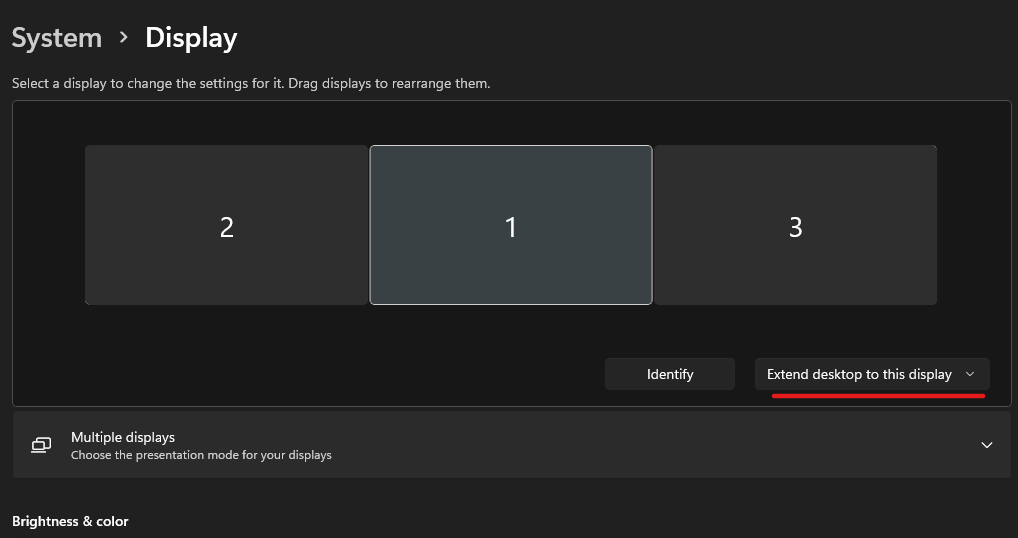 System > Display
Select a display to change the settings for it. Drag displays to rearrange them.
2 1 3
Identify Extend desktop to this display
Multiple displays
Choose the presentation mode for your displays
Brightness & color